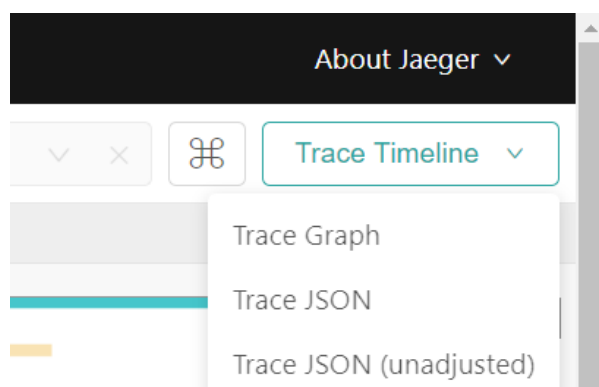 About Jaeger
⌘ Trace Timeline
Trace Graph
Trace JSON
Trace JSON (unadjusted)